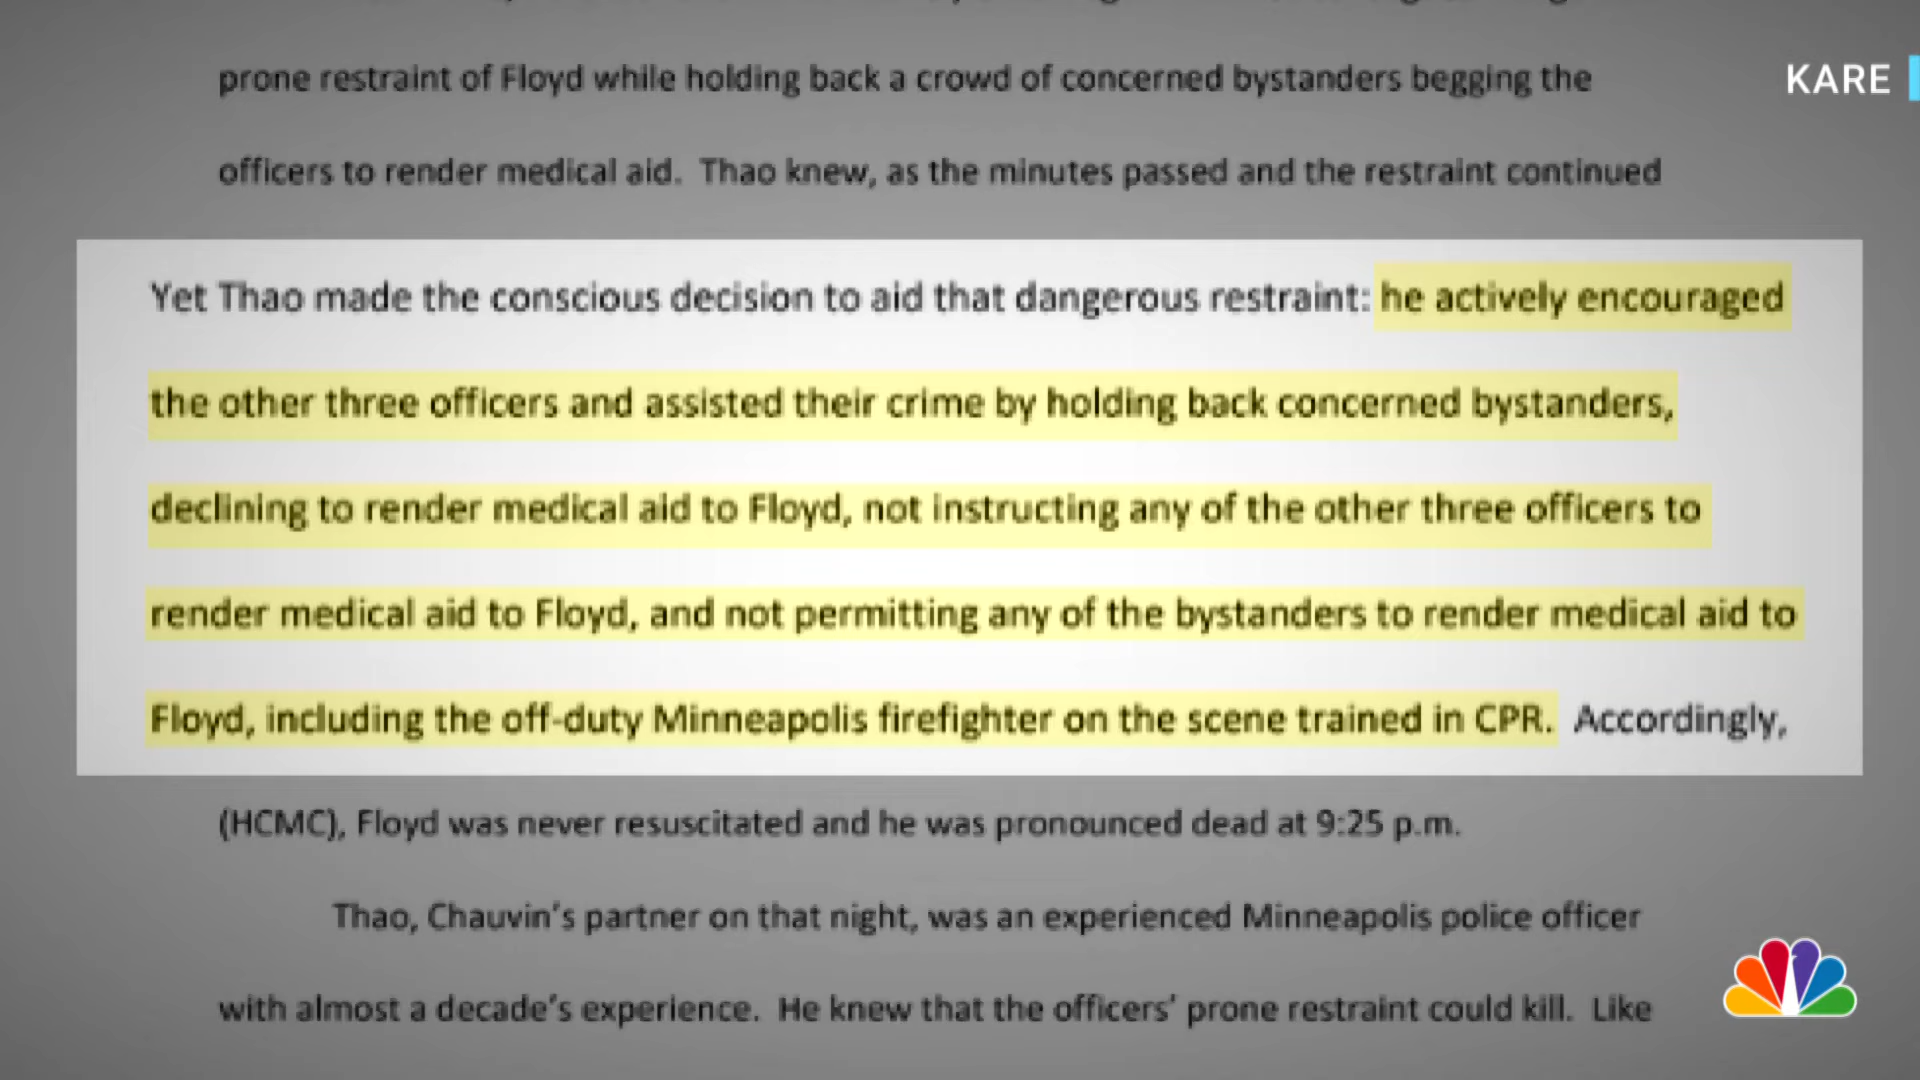 prone restraint of Floyd while holding back a crowd of concerned bystanders begging the
KARE
officers to render medical aid. Thao knew, as the minutes passed and the restraint continued
Yet Thao made the conscious decision to aid that dangerous restraint: he actively encouraged
the other three officers and assisted their crime by holding back concerned bystanders,
declining to render medical aid to Floyd, not instructing any of the other three officers to
render medical aid to Floyd, and not permitting any of the bystanders to render medical aid to
Floyd, including the off-duty Minneapolis firefighter on the scene trained in CPR. Accordingly,
(HCMC), Floyd was never resuscitated and he was pronounced dead at 9:25 p.m.
Thao, Chauvin's partner on that night, was an experienced Minneapolis police officer
with almost a decade's experience. He knew that the officers' prone restraint could kill. Like